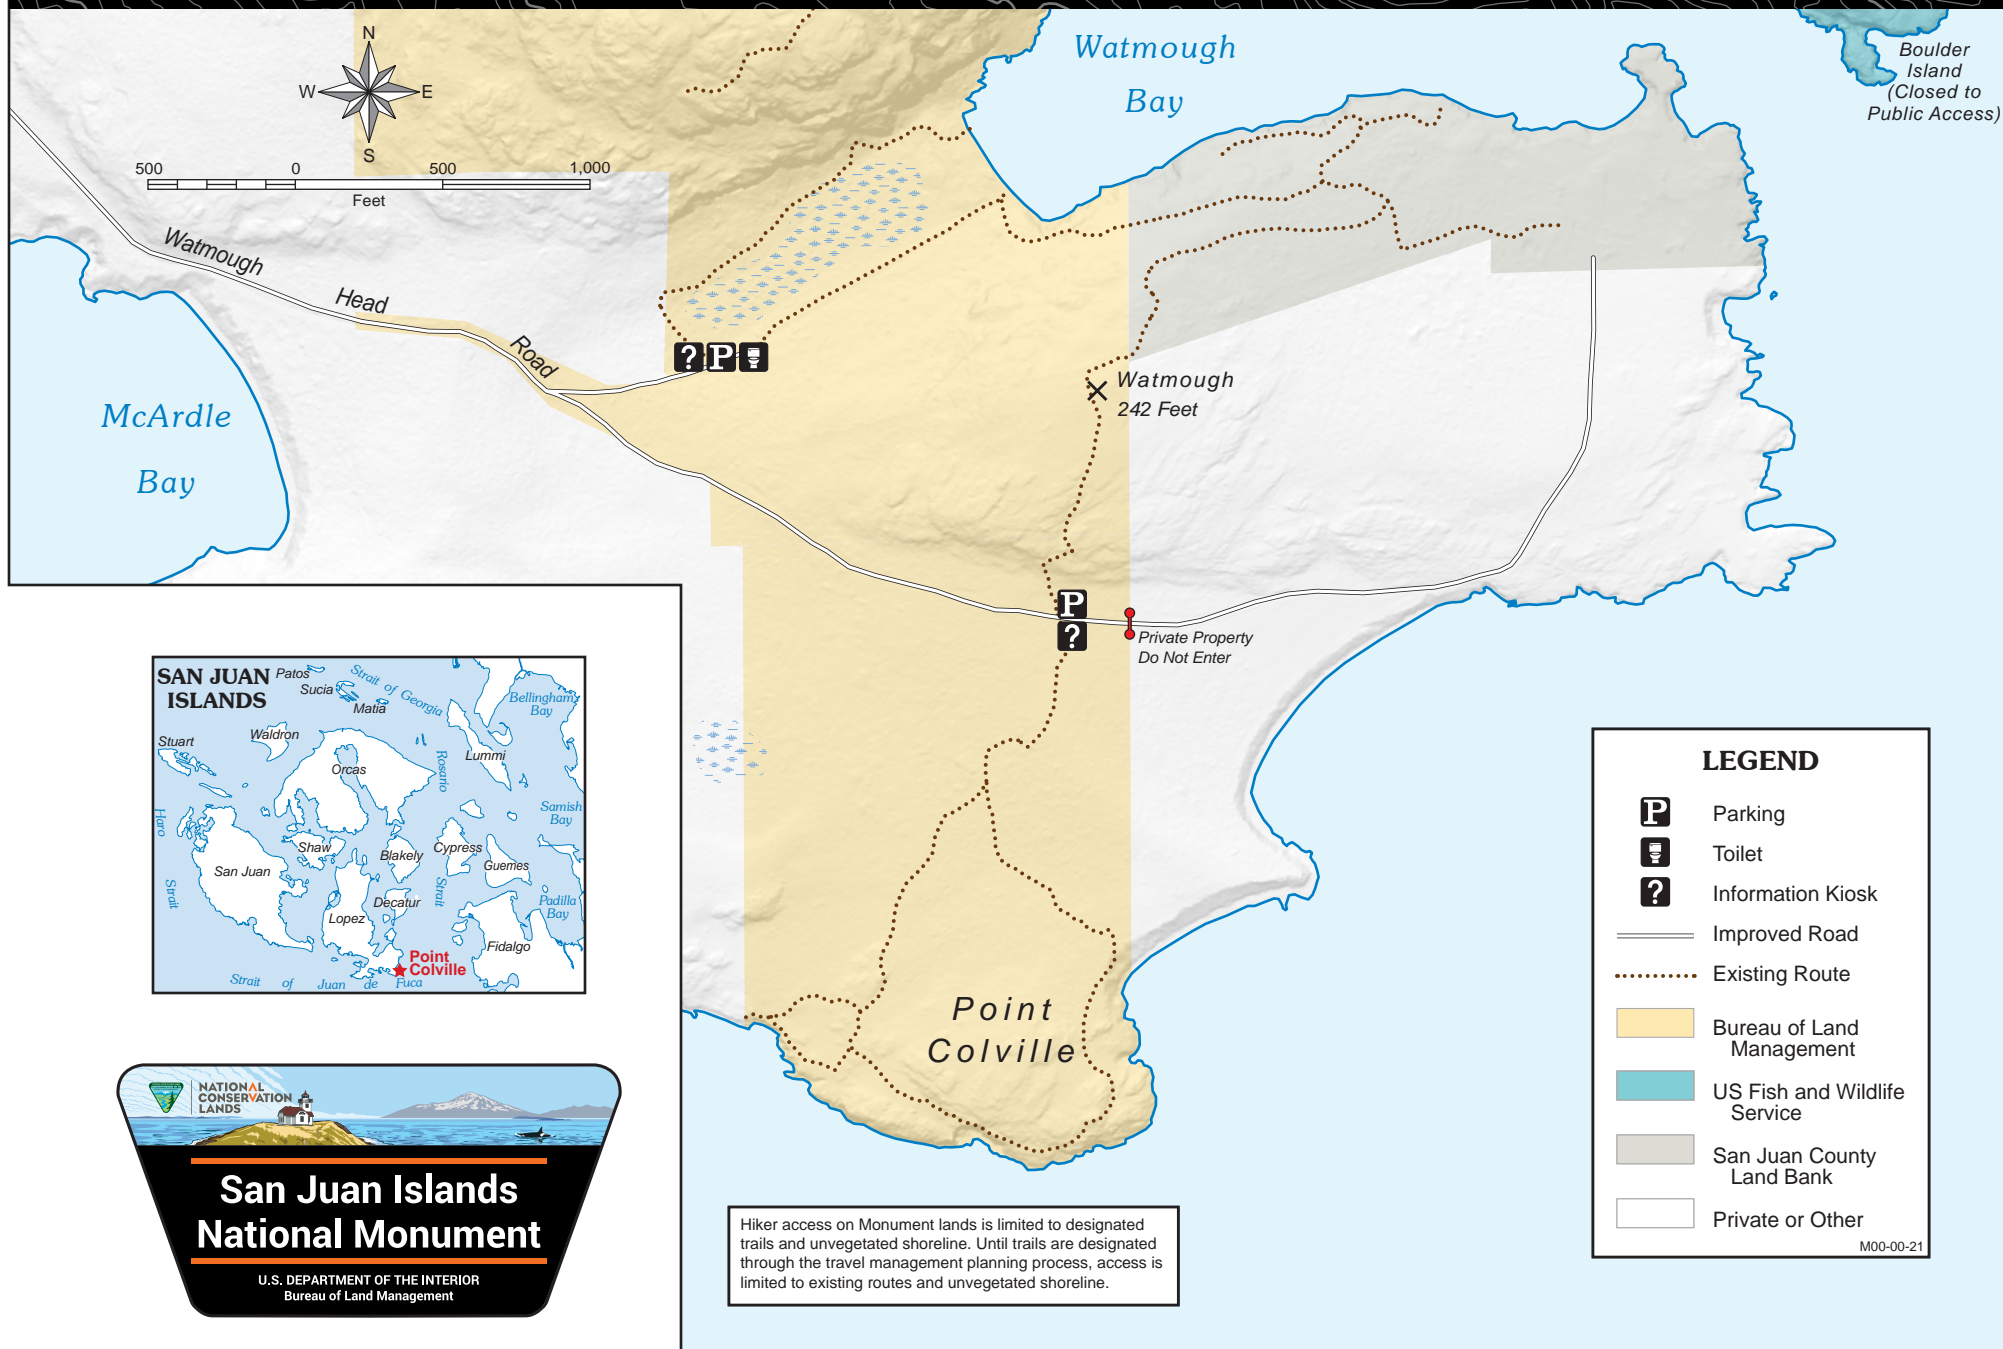 N
W
E
S
500
0
500
1,000
Feet
Watmough
Bay
Boulder
Island
(Closed to
Public Access)
Watmough
Head
Road
McArdle
Bay
? P
Watmough
242 Feet
P
?
Private Property
Do Not Enter
Point
Colville
SAN JUAN
ISLANDS
Patos
Sucia
Matia
Strait of Georgia
Bellingham
Bay
Stuart
Waldron
Orcas
Lummi
Rosario
Strait
Haro
Strait
Samish
Bay
San Juan
Shaw
Blakely
Cypress
Guemes
Lopez
Decatur
Padilla
Bay
Fidalgo
Point
Colville
Strait of Juan de Fuca
NATIONAL
CONSERVATION
LANDS
San Juan Islands
National Monument
U.S. DEPARTMENT OF THE INTERIOR
Bureau of Land Management
Hiker access on Monument lands is limited to designated
trails and unvegetated shoreline. Until trails are designated
through the travel management planning process, access is
limited to existing routes and unvegetated shoreline.
LEGEND
P Parking
Toilet
? Information Kiosk
Improved Road
Existing Route
Bureau of Land
Management
US Fish and Wildlife
Service
San Juan County
Land Bank
Private or Other
M00-00-21